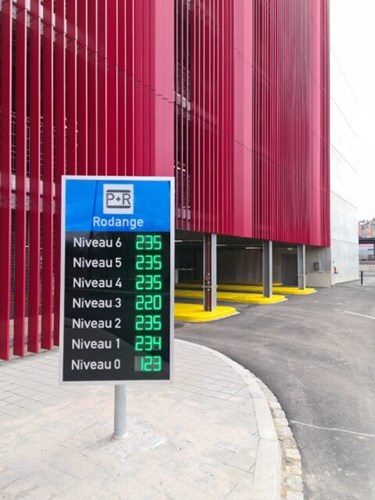 P+R
Rodange
Niveau 6 235
Niveau 5 235
Niveau 4 235
Niveau 3 220
Niveau 2 235
Niveau 1 234
Niveau 0 123